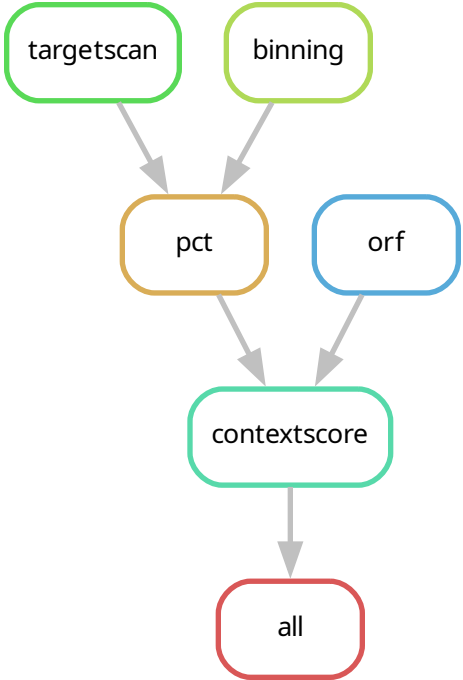 targetscan
binning
pct
orf
contextscore
all